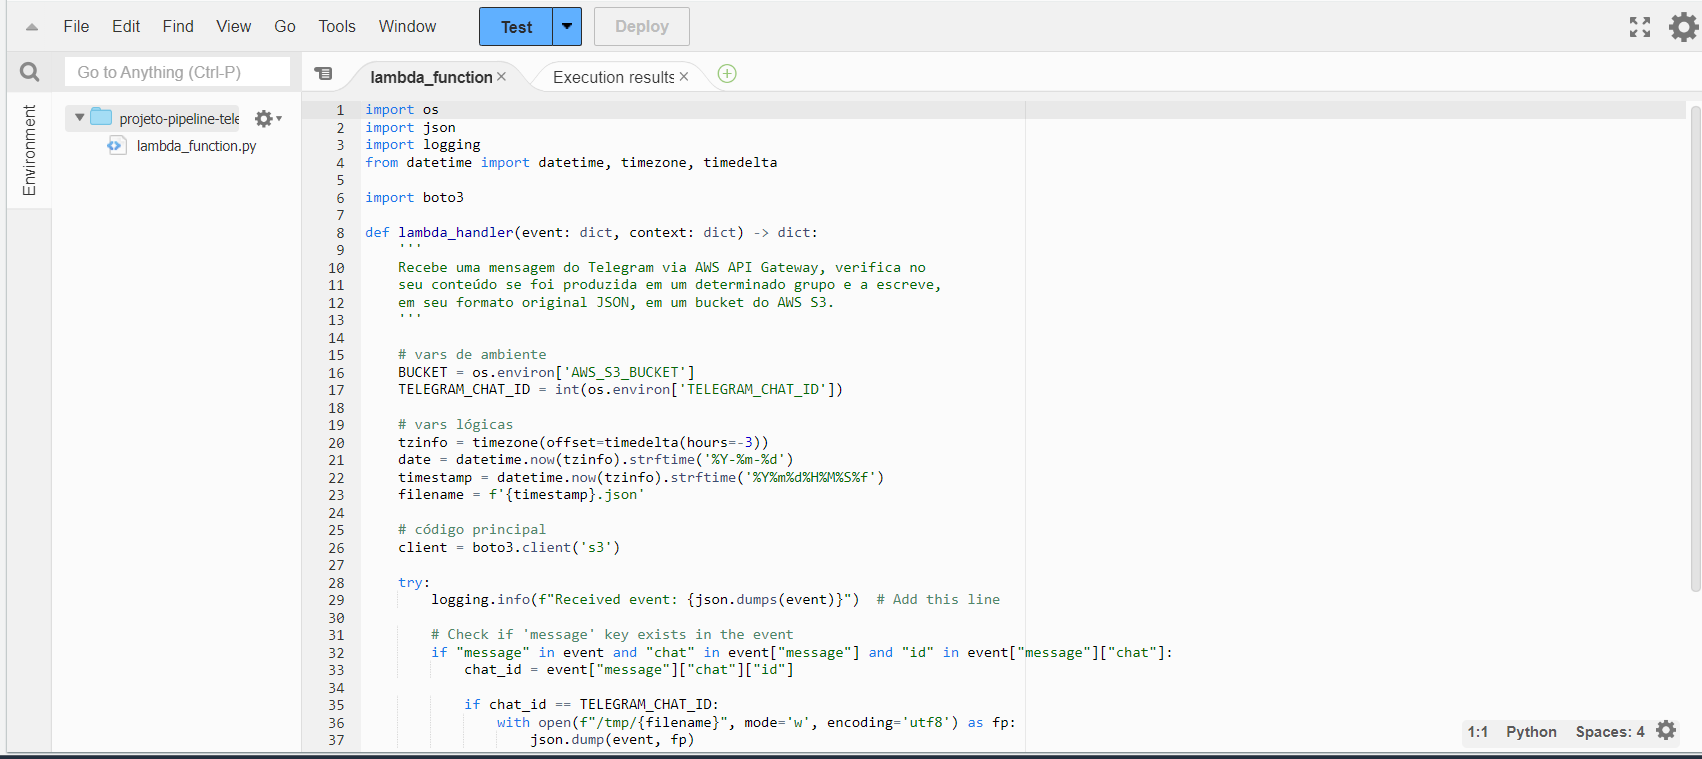 File Edit Find View Go Tools Window Test Deploy
Go to Anything (Ctrl-P)
lambda_function
Execution results
Environment
projeto-pipeline-tele
lambda_function.py
1 import os
2 import json
3 import logging
4 from datetime import datetime, timezone, timedelta
5
6 import boto3
7
8 def lambda_handler(event: dict, context: dict) -> dict:
9     '''
10     Recebe uma mensagem do Telegram via AWS API Gateway, verifica no
11     seu conteúdo se foi produzida em um determinado grupo e a escreve,
12     em seu formato original JSON, em um bucket do AWS S3.
13     '''
14
15     # vars de ambiente
16     BUCKET = os.environ['AWS_S3_BUCKET']
17     TELEGRAM_CHAT_ID = int(os.environ['TELEGRAM_CHAT_ID'])
18
19     # vars lógicas
20     tzinfo = timezone(offset=timedelta(hours=-3))
21     date = datetime.now(tzinfo).strftime('%Y-%m-%d')
22     timestamp = datetime.now(tzinfo).strftime('%Y%m%d%H%M%S%f')
23     filename = f'{timestamp}.json'
24
25     # código principal
26     client = boto3.client('s3')
27
28     try:
29         logging.info(f"Received event: {json.dumps(event)}")  # Add this line
30
31         # Check if 'message' key exists in the event
32         if "message" in event and "chat" in event["message"] and "id" in event["message"]["chat"]:
33             chat_id = event["message"]["chat"]["id"]
34
35             if chat_id == TELEGRAM_CHAT_ID:
36                 with open(f"/tmp/{filename}", mode='w', encoding='utf8') as fp:
37                     json.dump(event, fp)
1:1 Python Spaces: 4